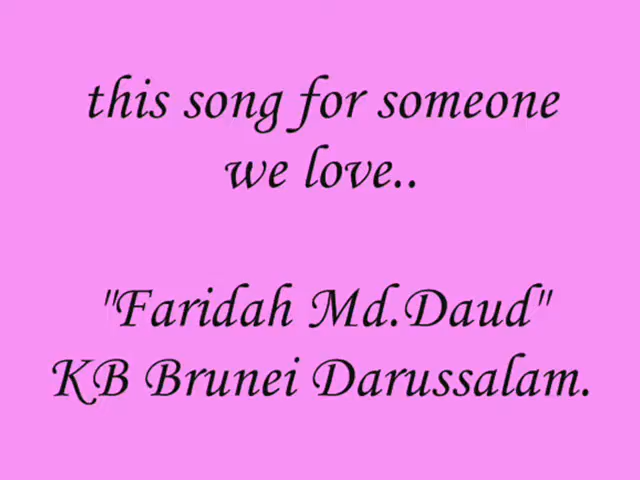 this song for someone
we love..
"Faridah Md.Daud"
KB Brunei Darussalam.